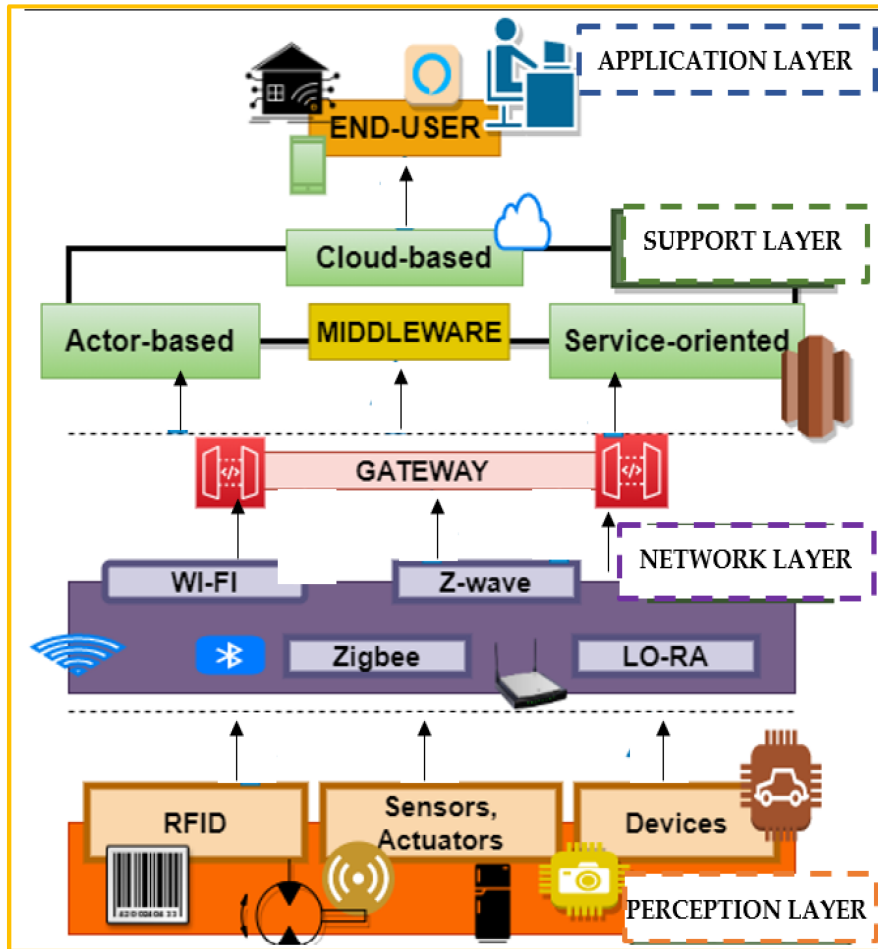 APPLICATION LAYER
END-USER
SUPPORT LAYER
Cloud-based
Actor-based
MIDDLEWARE
Service-oriented
</>
GATEWAY
</>
NETWORK LAYER
WI-FI
Z-wave
Zigbee
LO-RA
RFID
Sensors,
Actuators
Devices
PERCEPTION LAYER